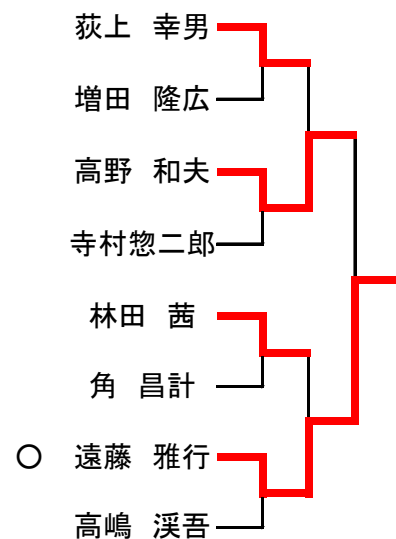 荻上 幸男
増田 隆広
高野 和夫
寺村惣二郎
林田 茜
角 昌計
○ 遠藤 雅行
高嶋 渓吾